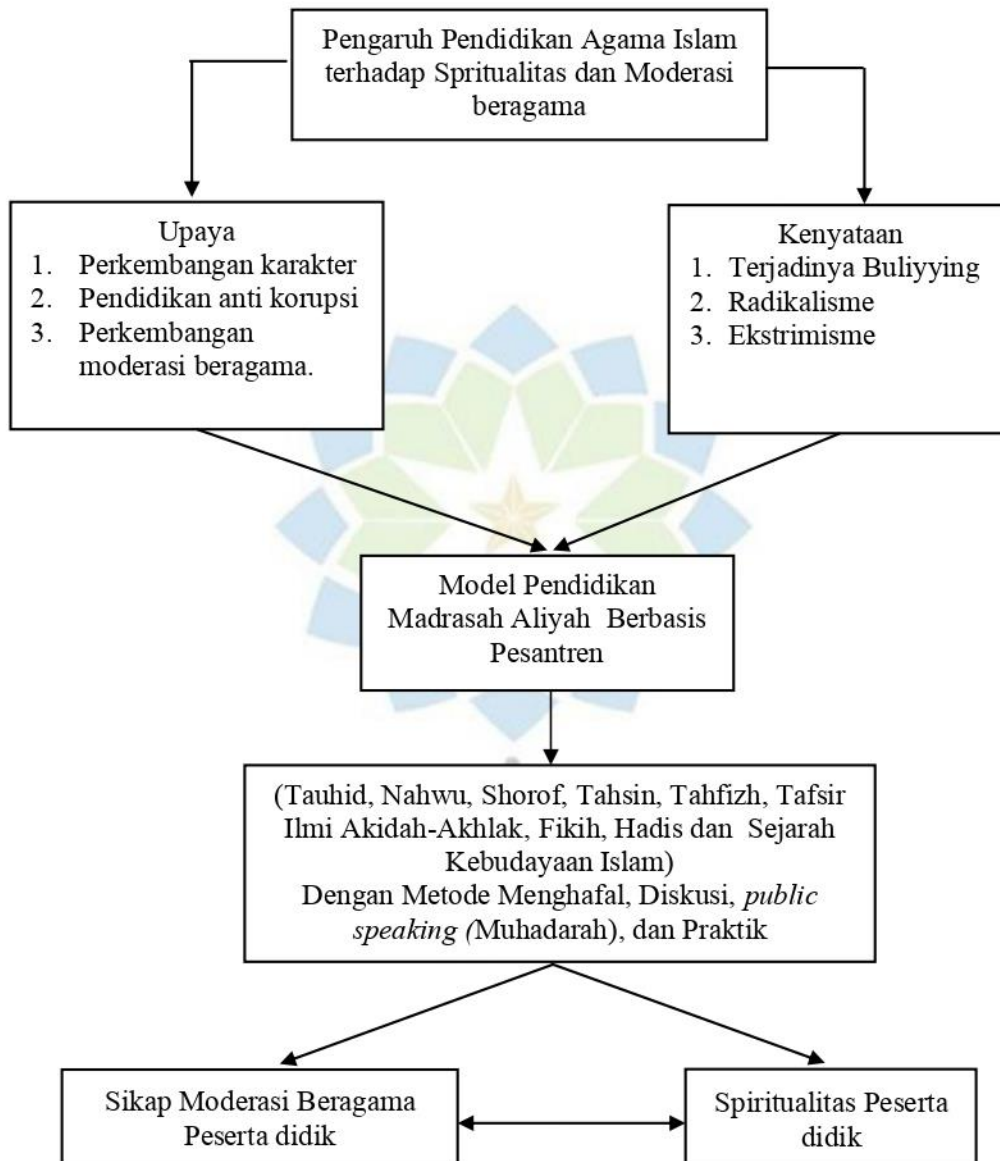 Pengaruh Pendidikan Agama Islam
terhadap Spritualitas dan Moderasi
beragama
Upaya
1. Perkembangan karakter
2. Pendidikan anti korupsi
3. Perkembangan
moderasi beragama.
Kenyataan
1. Terjadinya Buliyying
2. Radikalisme
3. Ekstrimisme
Model Pendidikan
Madrasah Aliyah Berbasis
Pesantren
(Tauhid, Nahwu, Shorof, Tahsin, Tahfizh, Tafsir
Ilmi Akidah-Akhlak, Fikih, Hadis dan Sejarah
Kebudayaan Islam)
Dengan Metode Menghafal, Diskusi, public
speaking (Muhadarah), dan Praktik
Sikap Moderasi Beragama
Peserta didik
Spiritualitas Peserta
didik